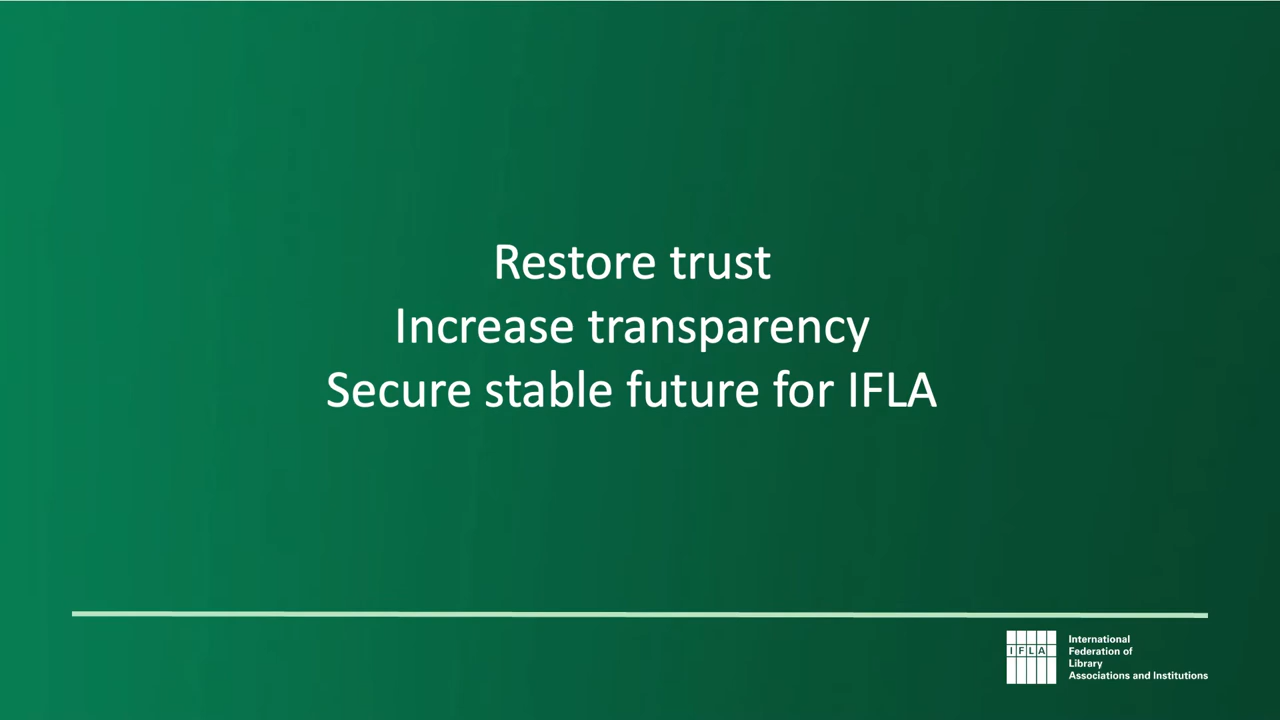 Restore trust
Increase transparency
Secure stable future for IFLA
IFLA
International
Federation of
Library
Associations and Institutions